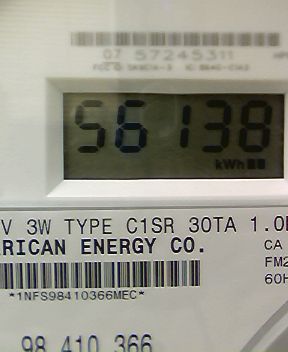 07 57245311
56138
kWh
V 3W TYPE C1SR 30TA 1.0
RICAN ENERGY CO.
CA
FM2
60H
*1NFS98410366MEC*
98 410 366